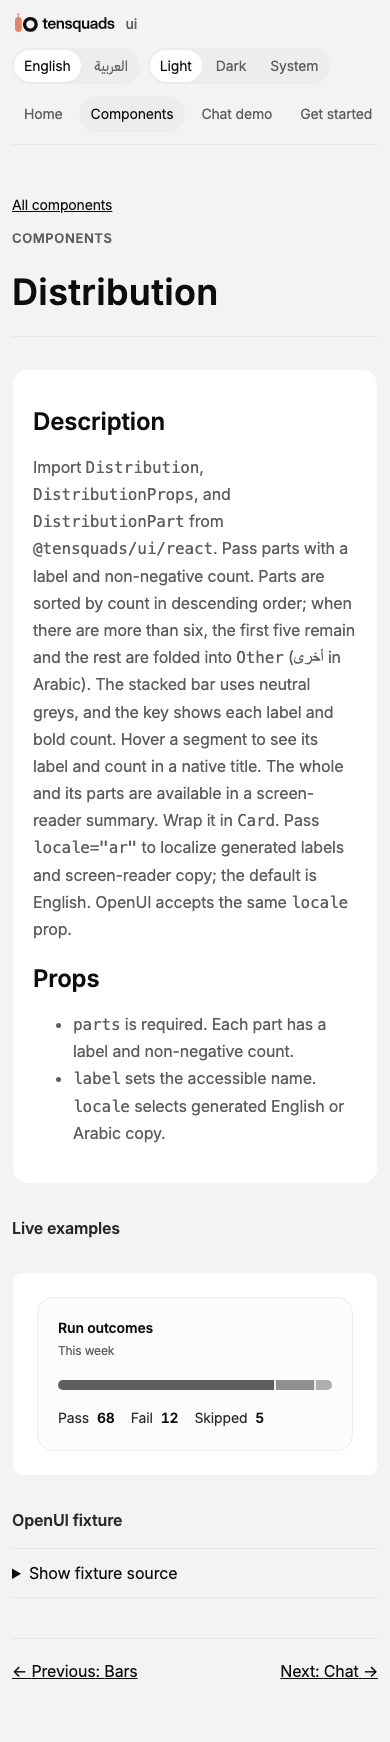 tensquads ui
English العربية Light Dark System
Home Components Chat demo Get started
All components
COMPONENTS
Distribution
Description
Import Distribution,
DistributionProps, and
DistributionPart from
@tensquads/ui/react. Pass parts with a
label and non-negative count. Parts are
sorted by count in descending order; when
there are more than six, the first five remain
and the rest are folded into Other (أخرى in
Arabic). The stacked bar uses neutral
greys, and the key shows each label and
bold count. Hover a segment to see its
label and count in a native title. The whole
and its parts are available in a screen-
reader summary. Wrap it in Card. Pass
locale="ar" to localize generated labels
and screen-reader copy; the default is
English. OpenUI accepts the same locale
prop.
Props
• parts is required. Each part has a
label and non-negative count.
• label sets the accessible name.
locale selects generated English or
Arabic copy.
Live examples
Run outcomes
This week
Pass 68 Fail 12 Skipped 5
OpenUI fixture
▶ Show fixture source
← Previous: Bars Next: Chat →